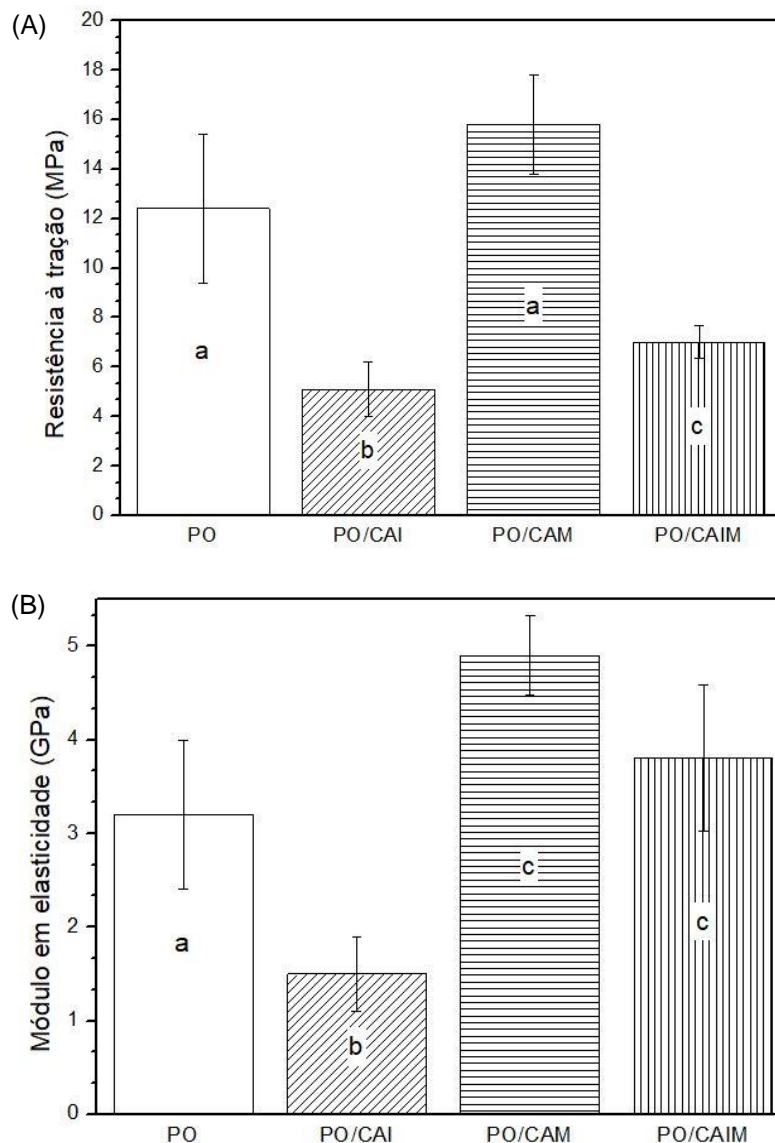 (A)
Resistência à tração (MPa)
20
18
16
14
12
10
8
6
4
2
0
a
b
a
c
PO PO/CAI PO/CAM PO/CAIM
(B)
Módulo em elasticidade (GPa)
5
4
3
2
1
0
a
b
c
c
PO PO/CAI PO/CAM PO/CAIM